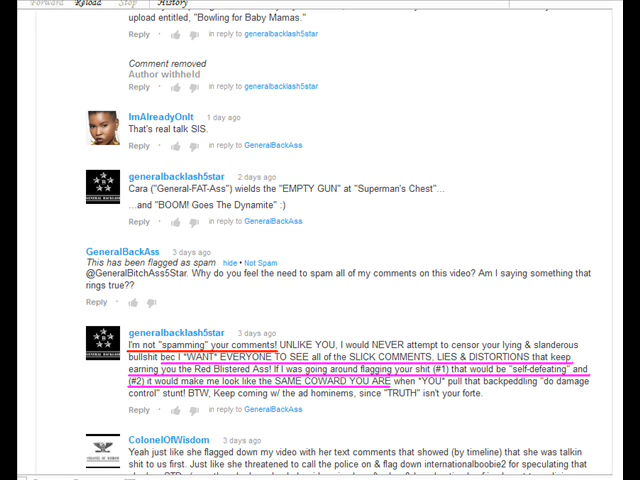 Forward Reload Stop History
upload entitled, "Bowling for Baby Mamas."
Reply · in reply to generalbacklash5star
Comment removed
Author withheld
Reply · in reply to generalbacklash5star
ImAlreadyOnIt 1 day ago
That's real talk SIS.
Reply · in reply to GeneralBackAss
generalbacklash5star 2 days ago
Cara ("General-FAT-Ass") wields the "EMPTY GUN" at "Superman's Chest"...
...and "BOOM! Goes The Dynamite" :)
Reply · in reply to GeneralBackAss
GeneralBackAss 3 days ago
This has been flagged as spam hide • Not Spam
@GeneralBitchAss5Star. Why do you feel the need to spam all of my comments on this video? Am I saying something that
rings true??
Reply ·
generalbacklash5star 3 days ago
I'm not "spamming" your comments! UNLIKE YOU, I would NEVER attempt to censor your lying & slanderous
bullshit bec I *WANT* EVERYONE TO SEE all of the SLICK COMMENTS, LIES & DISTORTIONS that keep
earning you the Red Blistered Ass! If I was going around flagging your shit (#1) that would be "self-defeating" and
(#2) it would make me look like the SAME COWARD YOU ARE when *YOU* pull that backpeddling "do damage
control" stunt! BTW, Keep coming w/ the ad hominems, since "TRUTH" isn't your forte.
Reply · in reply to GeneralBackAss
ColonelOfWisdom 3 days ago
Yeah just like she flagged down my video with her text comments that showed (by timeline) that she was talkin
shit to us first. Just like she threatened to call the police on & flag down internationalboobie2 for speculating that